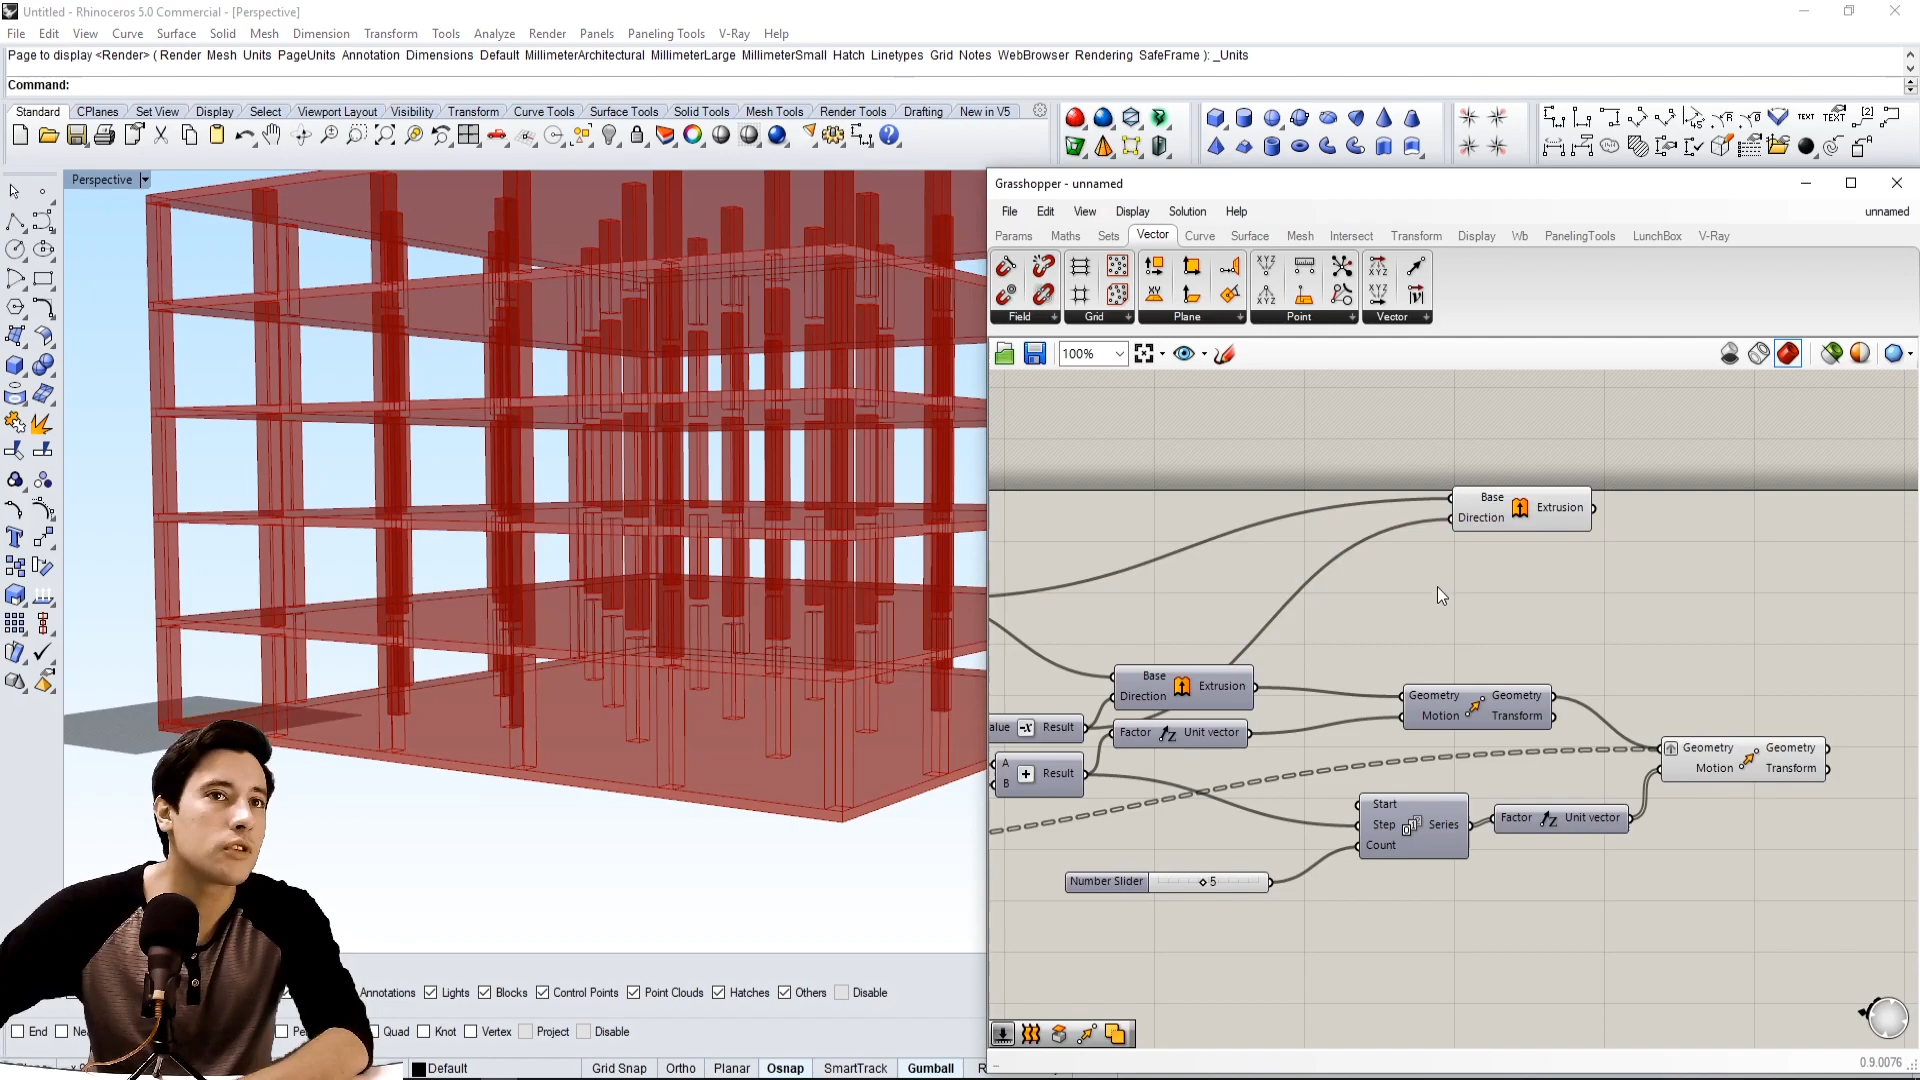 Untitled - Rhinoceros 5.0 Commercial - [Perspective]
File Edit View Curve Surface Solid Mesh Dimension Transform Tools Analyze Render Panels Paneling Tools V-Ray Help
Page to display <Render> ( Render Mesh Units PageUnits Annotation Dimensions Default MillimeterArchitectural MillimeterLarge MillimeterSmall Hatch Linetypes Grid Notes WebBrowser Rendering SafeFrame ): _Units
Command:
Standard CPlanes Set View Display Select Viewport Layout Visibility Transform Curve Tools Surface Tools Solid Tools Mesh Tools Render Tools Drafting New in V5
TEXT TEXT
Perspective
Grasshopper - unnamed
File Edit View Display Solution Help unnamed
Params Maths Sets Vector Curve Surface Mesh Intersect Transform Display Wb PanelingTools LunchBox V-Ray
Field Grid Plane Point Vector
100%
Base
Direction
Extrusion
Base
Direction
Extrusion
Geometry
Motion
Geometry
Transform
alue -x Result
Factor Unit vector
Geometry
Motion
Geometry
Transform
A
B
+ Result
Start
Step
Count
Series
Factor Unit vector
Number Slider 5
Annotations Lights Blocks Control Points Point Clouds Hatches Others Disable
End Quad Knot Vertex Project Disable
Default Grid Snap Ortho Planar Osnap SmartTrack Gumball
0.9.0076